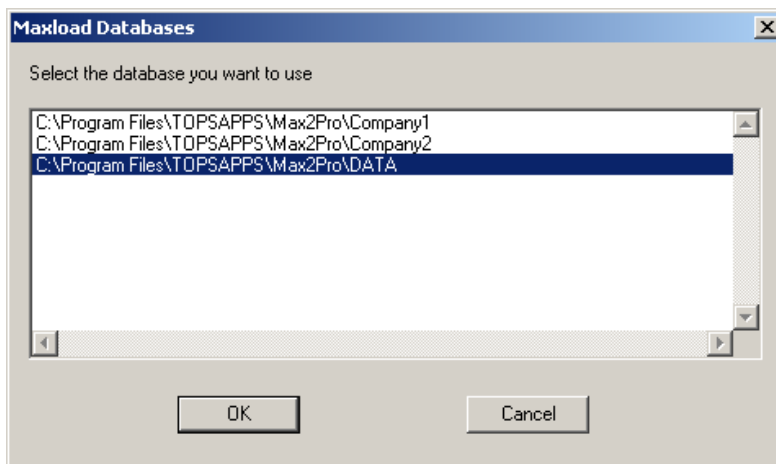 Maxload Databases
Select the database you want to use
C:\Program Files\TOPSAPPS\Max2Pro\Company1
C:\Program Files\TOPSAPPS\Max2Pro\Company2
C:\Program Files\TOPSAPPS\Max2Pro\DATA
OK Cancel